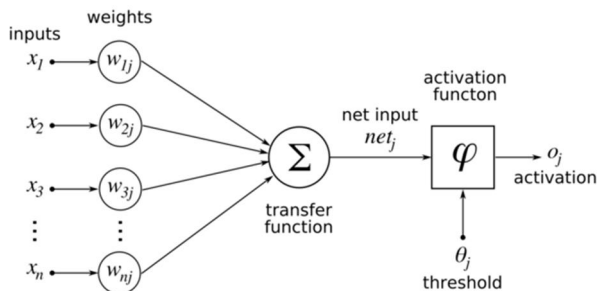 inputs
weights
x1
w1j
x2
w2j
x3
w3j
⋮
⋮
xn
wnj
Σ
transfer
function
net input
netj
activation
functon
φ
oj
activation
θj
threshold